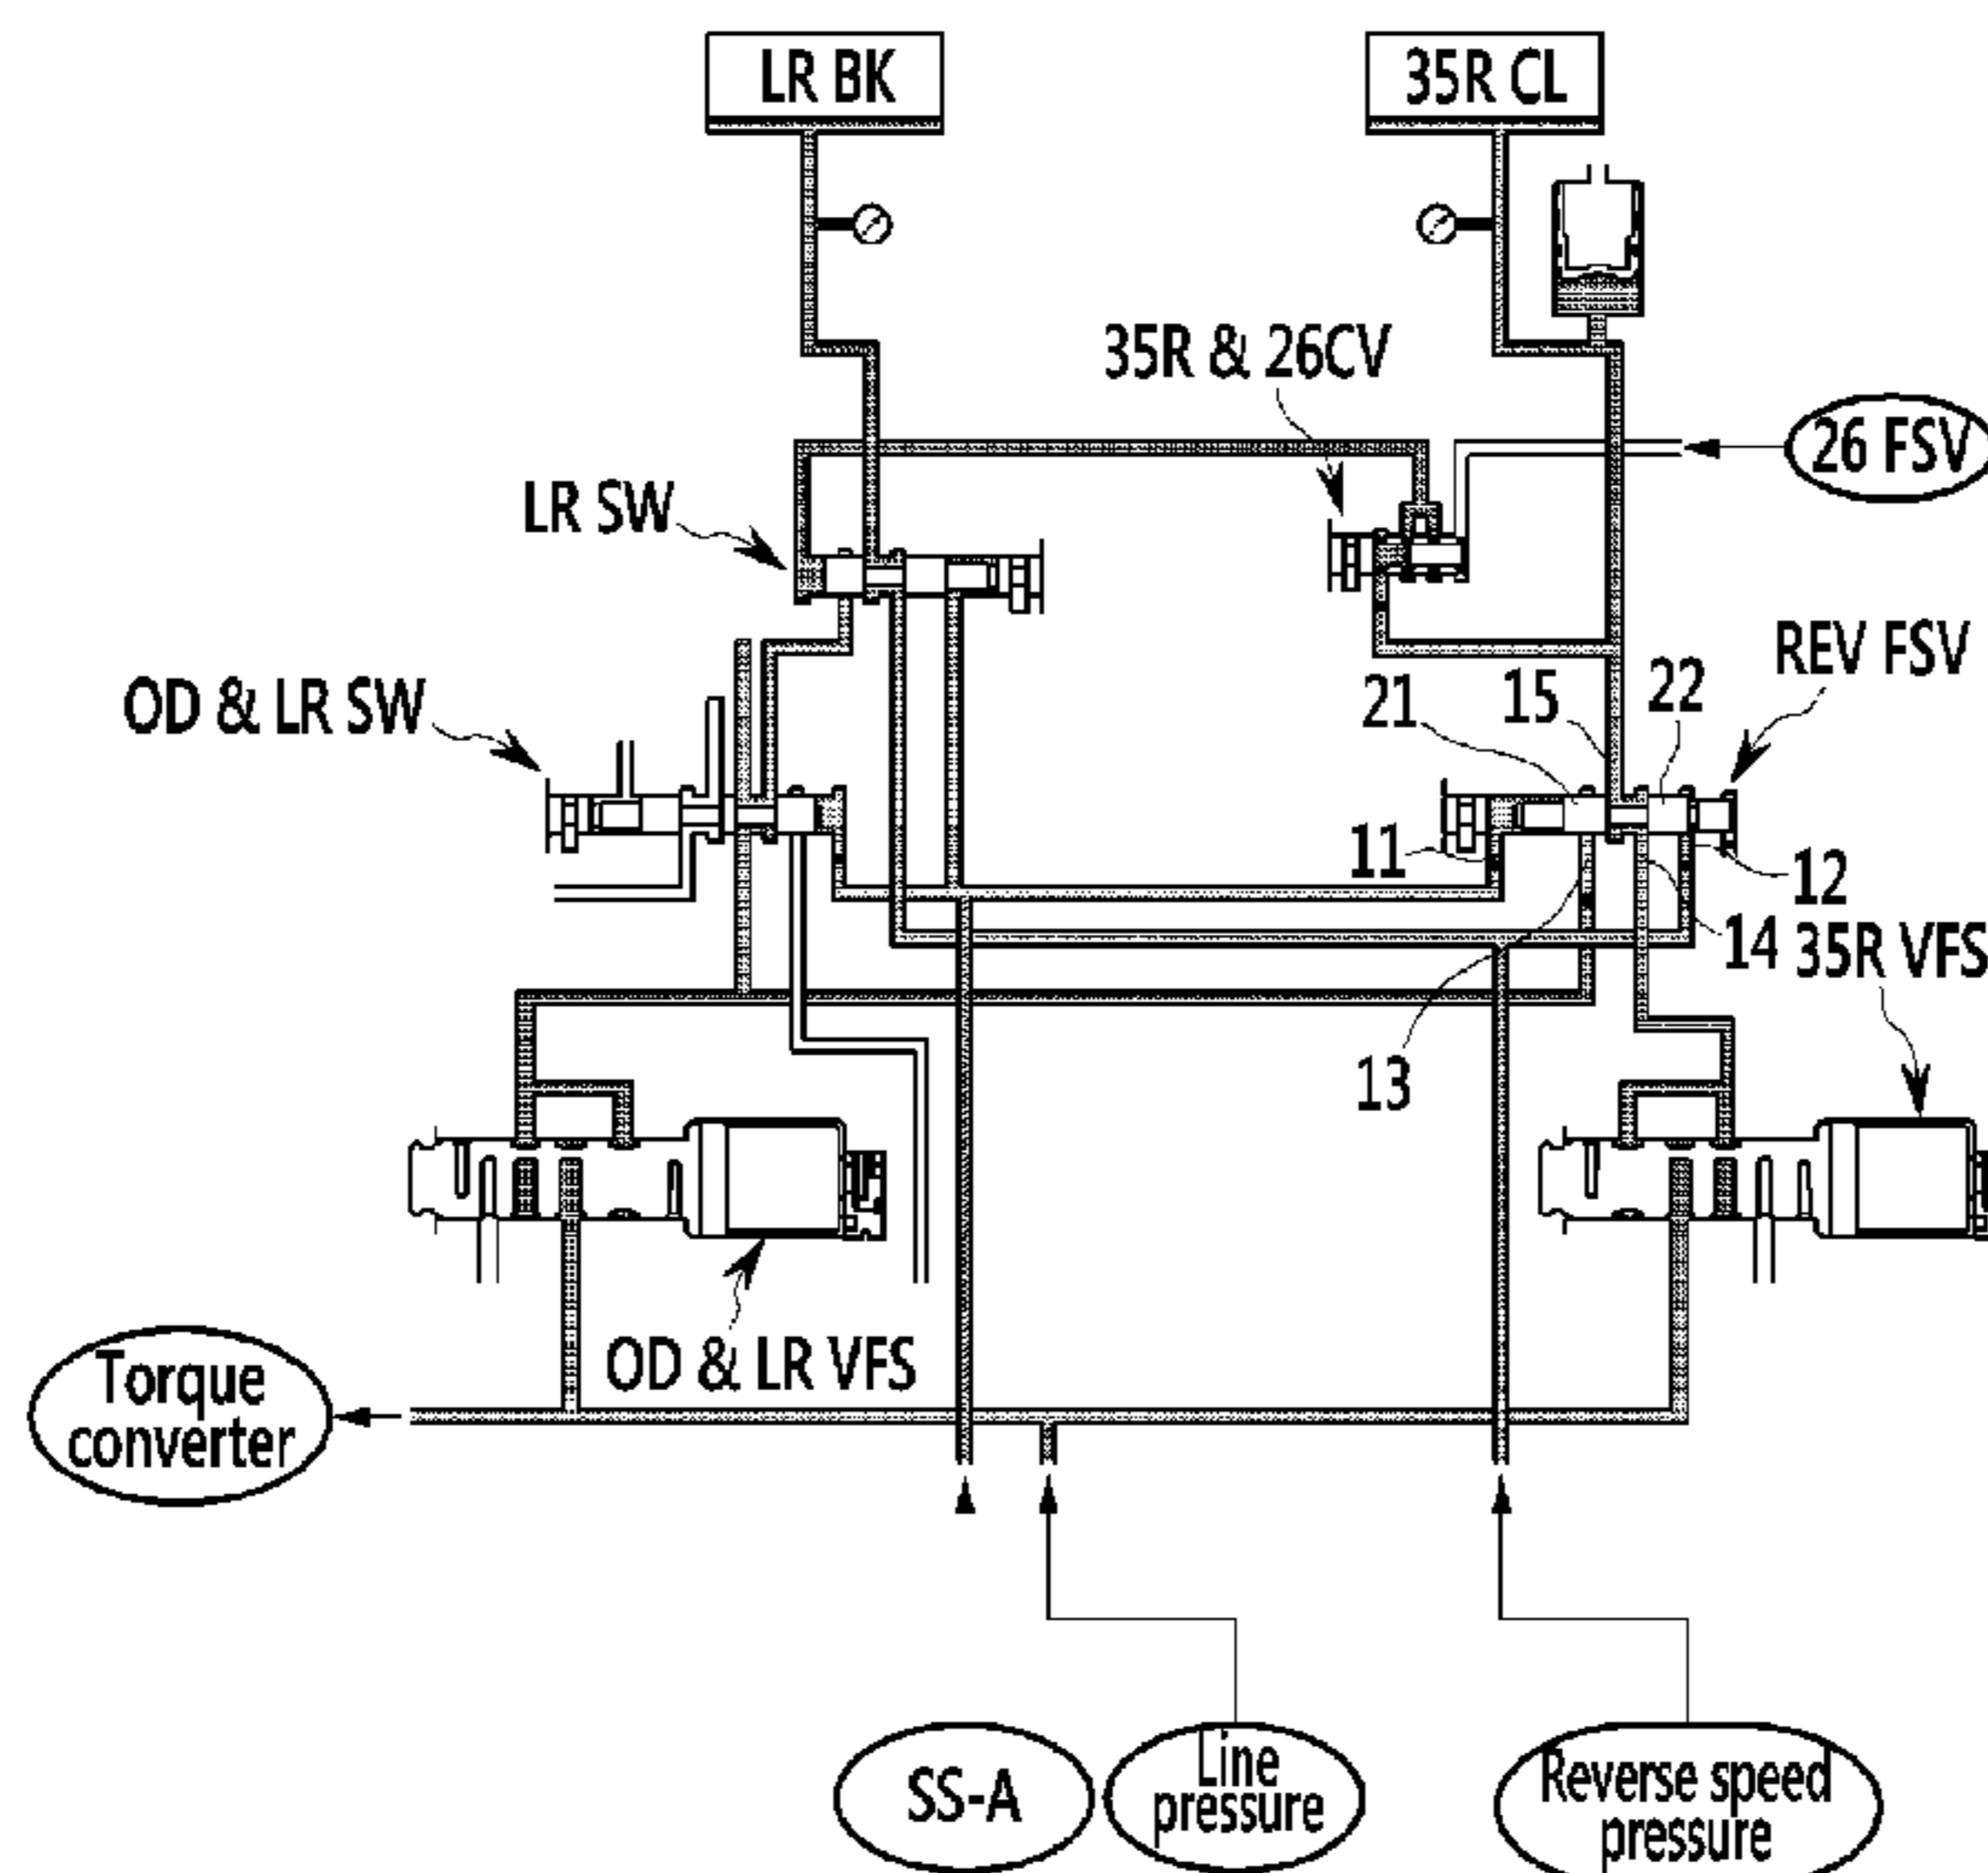 LR BK
35R CL
35R & 26CV
26 FSV
LR SW
REV FSV
OD & LR SW
21
15
22
11
12
14
35R VFS
13
OD & LR VFS
Torque
converter
SS-A
Line
pressure
Reverse speed
pressure